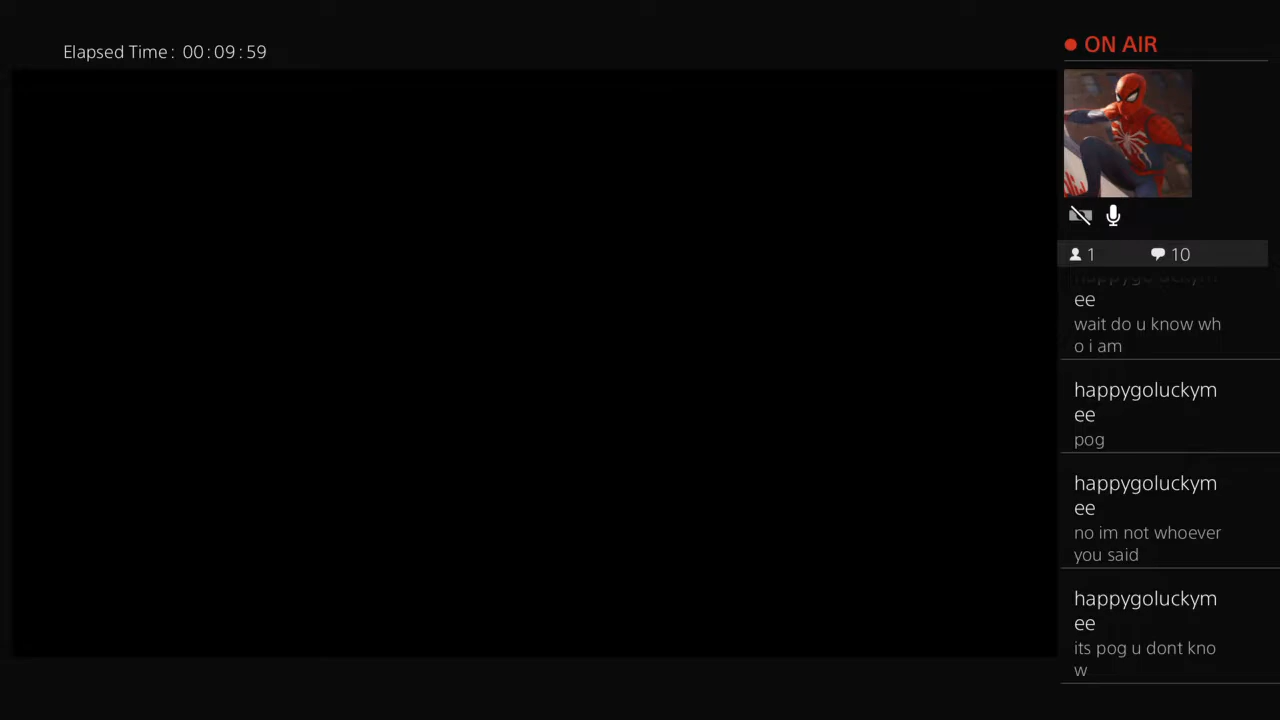 Elapsed Time: 00:09:59
ON AIR
1 10
ee
wait do u know wh
o i am
happygoluckym
ee
pog
happygoluckym
ee
no im not whoever
you said
happygoluckym
ee
its pog u dont kno
w